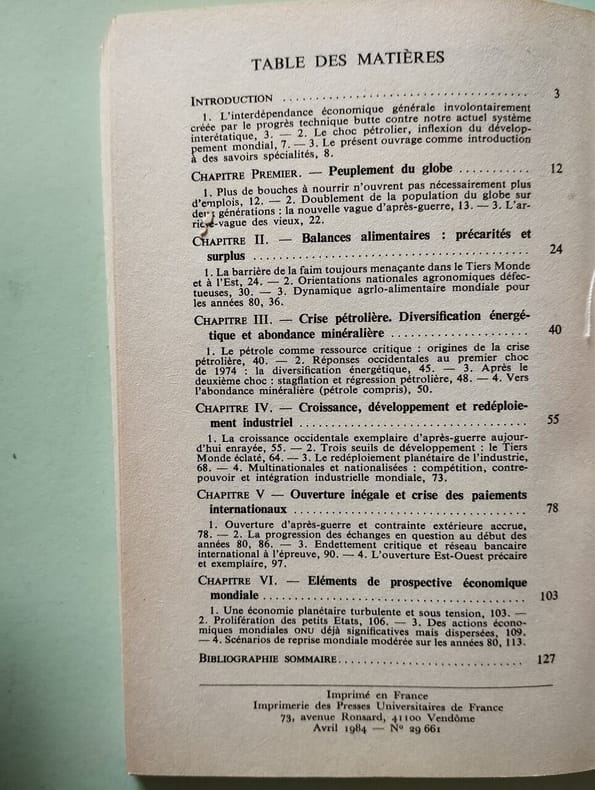 TABLE DES MATIÈRES
INTRODUCTION .................................... 3
1. L'interdépendance économique générale involontairement
créée par le progrès technique butte contre notre actuel système
interétatique, 3. — 2. Le choc pétrolier, inflexion du dévelop-
pement mondial, 7. — 3. Le présent ouvrage comme introduction
à des savoirs spécialités, 8.
CHAPITRE PREMIER. — Peuplement du globe ........... 12
1. Plus de bouches à nourrir n'ouvrent pas nécessairement plus
d'emplois, 12. — 2. Doublement de la population du globe sur
deux générations : la nouvelle vague d'après-guerre, 13. — 3. L'ar-
rière-vague des vieux, 22.
CHAPITRE II. — Balances alimentaires : précarités et
surplus .................................... 24
1. La barrière de la faim toujours menaçante dans le Tiers Monde
et à l'Est, 24. — 2. Orientations nationales agronomiques défec-
tueuses, 30. — 3. Dynamique agrlo-alimentaire mondiale pour
les années 80, 36.
CHAPITRE III. — Crise pétrolière. Diversification énergé-
tique et abondance minéralière .................. 40
1. Le pétrole comme ressource critique : origines de la crise
pétrolière, 40. — 2. Réponses occidentales au premier choc
de 1974 : la diversification énergétique, 45. — 3. Après le
deuxième choc : stagflation et régression pétrolière, 48. — 4. Vers
l'abondance minéralière (pétrole compris), 50.
CHAPITRE IV. — Croissance, développement et redéploie-
ment industriel .............................. 55
1. La croissance occidentale exemplaire d'après-guerre aujour-
d'hui enrayée, 55. — 2. Trois seuils de développement : le Tiers
Monde éclaté, 64. — 3. Le redéploiement planétaire de l'industrie,
68. — 4. Multinationales et nationalisées : compétition, contre-
pouvoir et intégration industrielle mondiale, 73.
CHAPITRE V — Ouverture inégale et crise des paiements
internationaux .............................. 78
1. Ouverture d'après-guerre et contrainte extérieure accrue,
78. — 2. La progression des échanges en question au début des
années 80, 86. — 3. Endettement critique et réseau bancaire
international à l'épreuve, 90. — 4. L'ouverture Est-Ouest précaire
et exemplaire, 97.
CHAPITRE VI. — Eléments de prospective économique
mondiale .................................... 103
1. Une économie planétaire turbulente et sous tension, 103. —
2. Prolifération des petits Etats, 106. — 3. Des actions écono-
miques mondiales ONU déjà significatives mais dispersées, 109.
— 4. Scénarios de reprise mondiale modérée sur les années 80, 113.
BIBLIOGRAPHIE SOMMAIRE............................ 127
Imprimé en France
Imprimerie des Presses Universitaires de France
73, avenue Ronsard, 41100 Vendôme
Avril 1984 — N° 29 661